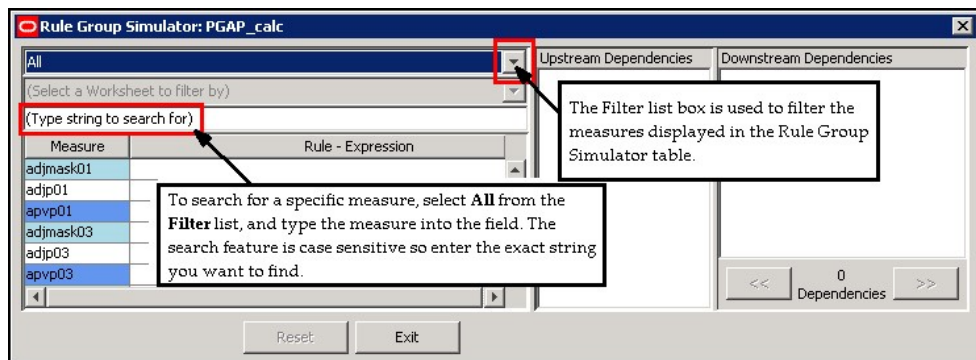 Rule Group Simulator: PGAP_calc
All
(Select a Worksheet to filter by)
(Type string to search for)
Measure
Rule - Expression
adjmask01
adjp01
apvp01
adjmask03
adjp03
apvp03
To search for a specific measure, select All from the
Filter list, and type the measure into the field. The
search feature is case sensitive so enter the exact string
you want to find.
Upstream Dependencies
Downstream Dependencies
The Filter list box is used to filter the
measures displayed in the Rule Group
Simulator table.
<<
0
Dependencies
>>
Reset
Exit